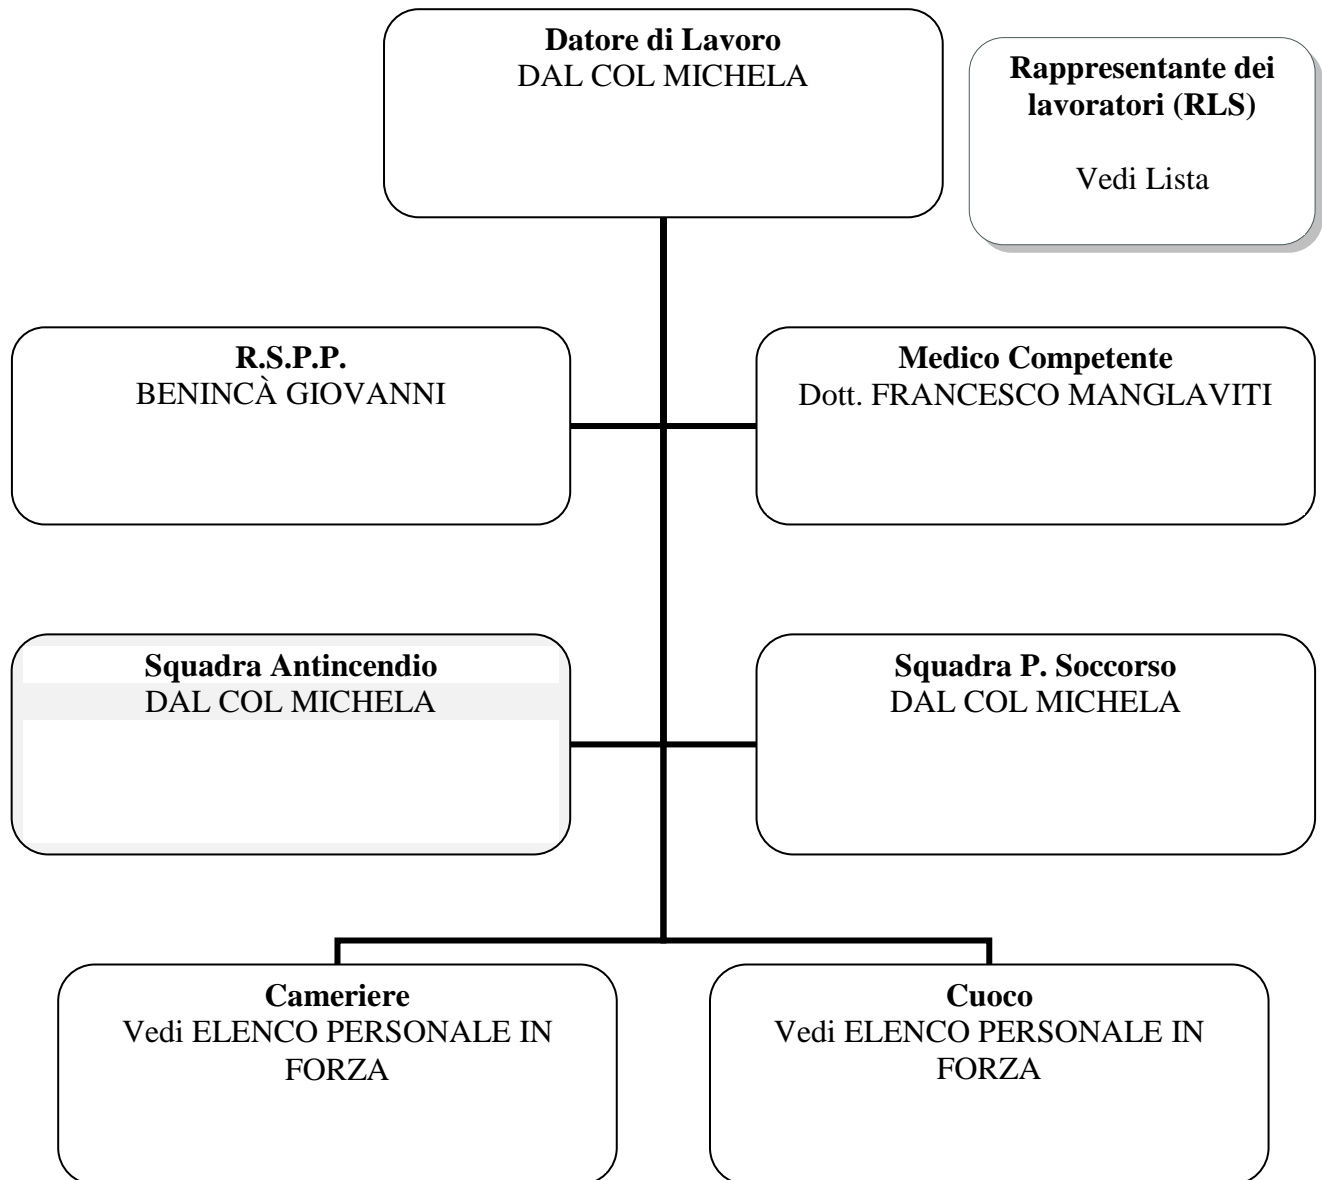 Datore di Lavoro
DAL COL MICHELA
Rappresentante dei
lavoratori (RLS)
Vedi Lista
R.S.P.P.
BENINCÀ GIOVANNI
Medico Competente
Dott. FRANCESCO MANGLAVITI
Squadra Antincendio
DAL COL MICHELA
Squadra P. Soccorso
DAL COL MICHELA
Cameriere
Vedi ELENCO PERSONALE IN
FORZA
Cuoco
Vedi ELENCO PERSONALE IN
FORZA